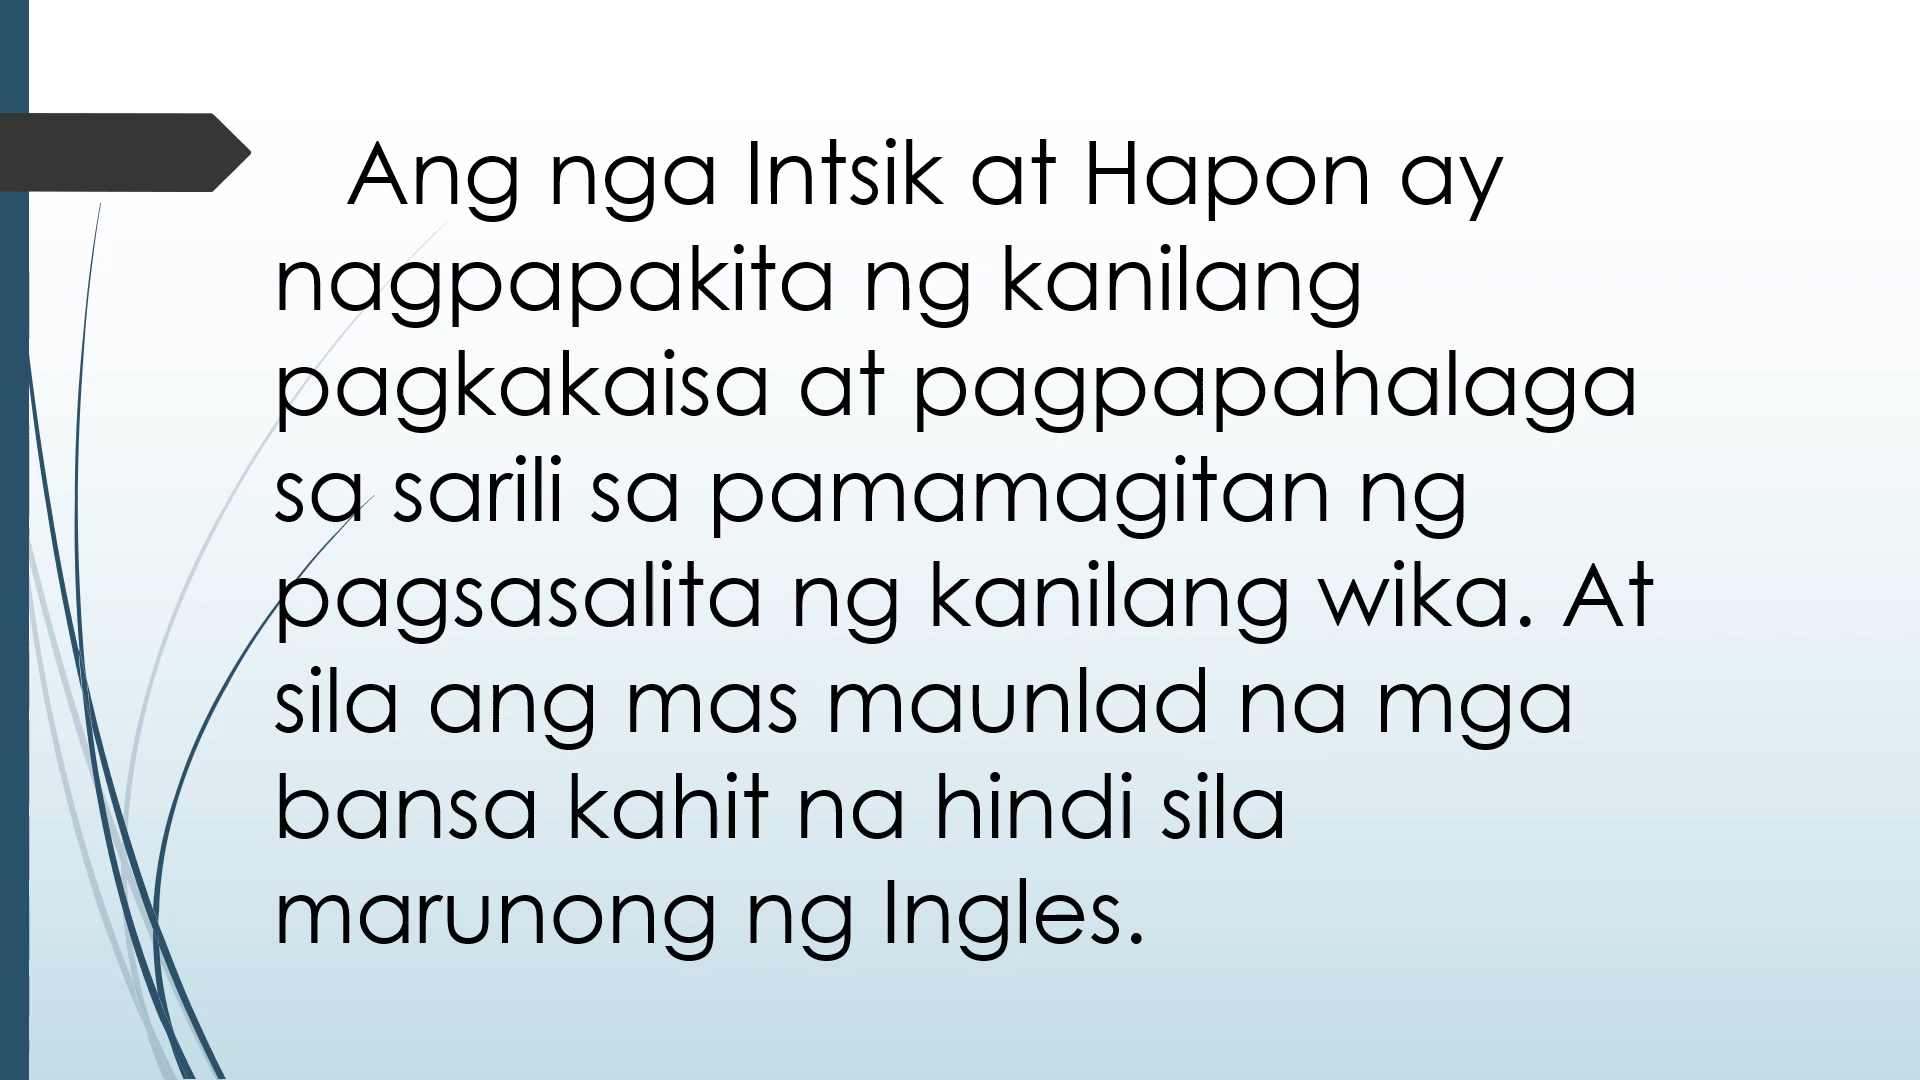 Ang nga Intsik at Hapon ay
nagpapakita ng kanilang
pagkakaisa at pagpapahalaga
sa sarili sa pamamagitan ng
pagsasalita ng kanilang wika. At
sila ang mas maunlad na mga
bansa kahit na hindi sila
marunong ng Ingles.